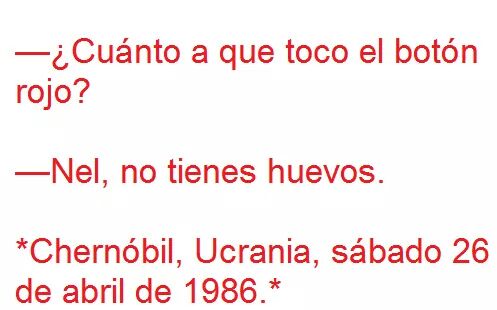 —¿Cuánto a que toco el botón
rojo?
—Nel, no tienes huevos.
*Chernóbil, Ucrania, sábado 26
de abril de 1986.*